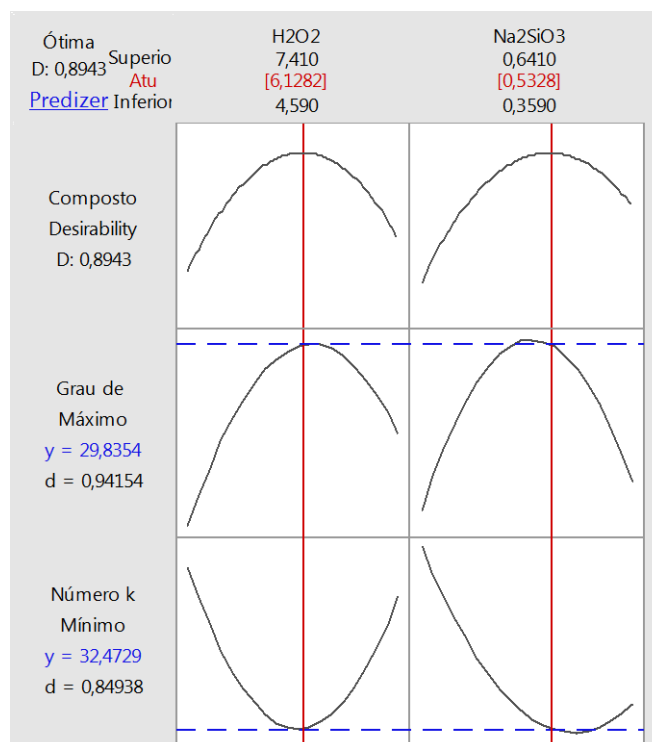 Ótima
D: 0,8943
Predizer
Superio
Atu
Inferior
H2O2
7,410
[6,1282]
4,590
Na2SiO3
0,6410
[0,5328]
0,3590
Composto
Desirability
D: 0,8943
Grau de
Máximo
y = 29,8354
d = 0,94154
Número k
Mínimo
y = 32,4729
d = 0,84938